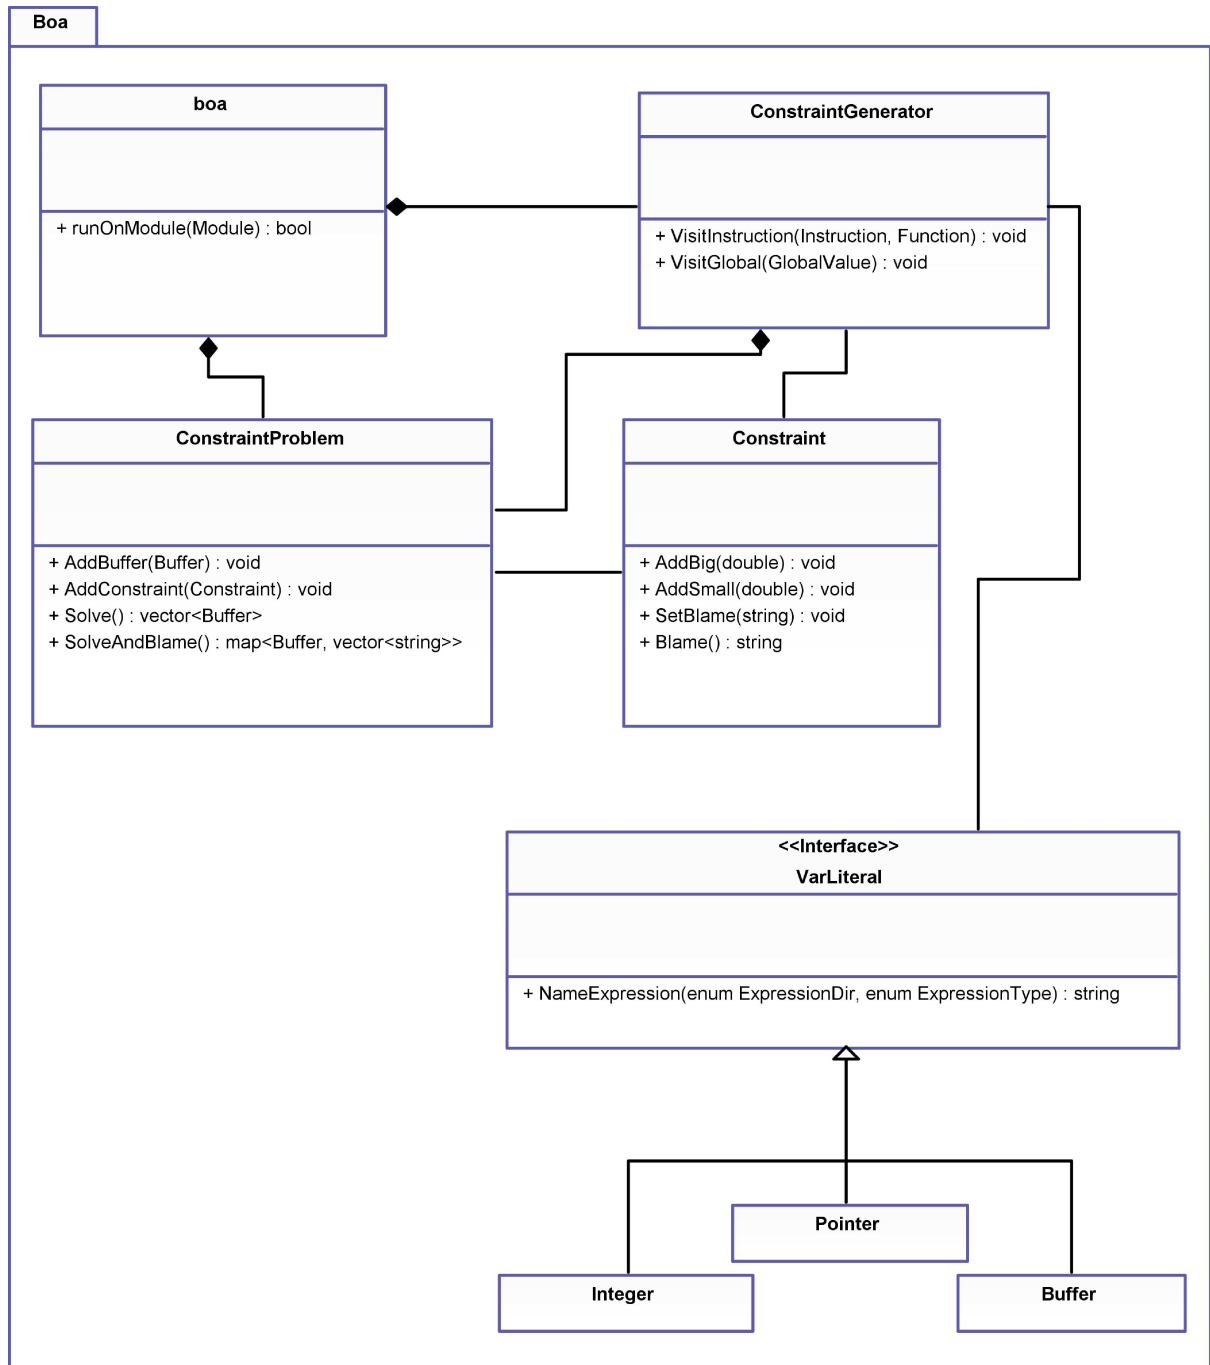 Boa
boa
+ runOnModule(Module) : bool
ConstraintGenerator
+ VisitInstruction(Instruction, Function) : void
+ VisitGlobal(GlobalValue) : void
ConstraintProblem
+ AddBuffer(Buffer) : void
+ AddConstraint(Constraint) : void
+ Solve() : vector<Buffer>
+ SolveAndBlame() : map<Buffer, vector<string>>
Constraint
+ AddBig(double) : void
+ AddSmall(double) : void
+ SetBlame(string) : void
+ Blame() : string
<<Interface>>
VarLiteral
+ NameExpression(enum ExpressionDir, enum ExpressionType) : string
Pointer
Integer
Buffer